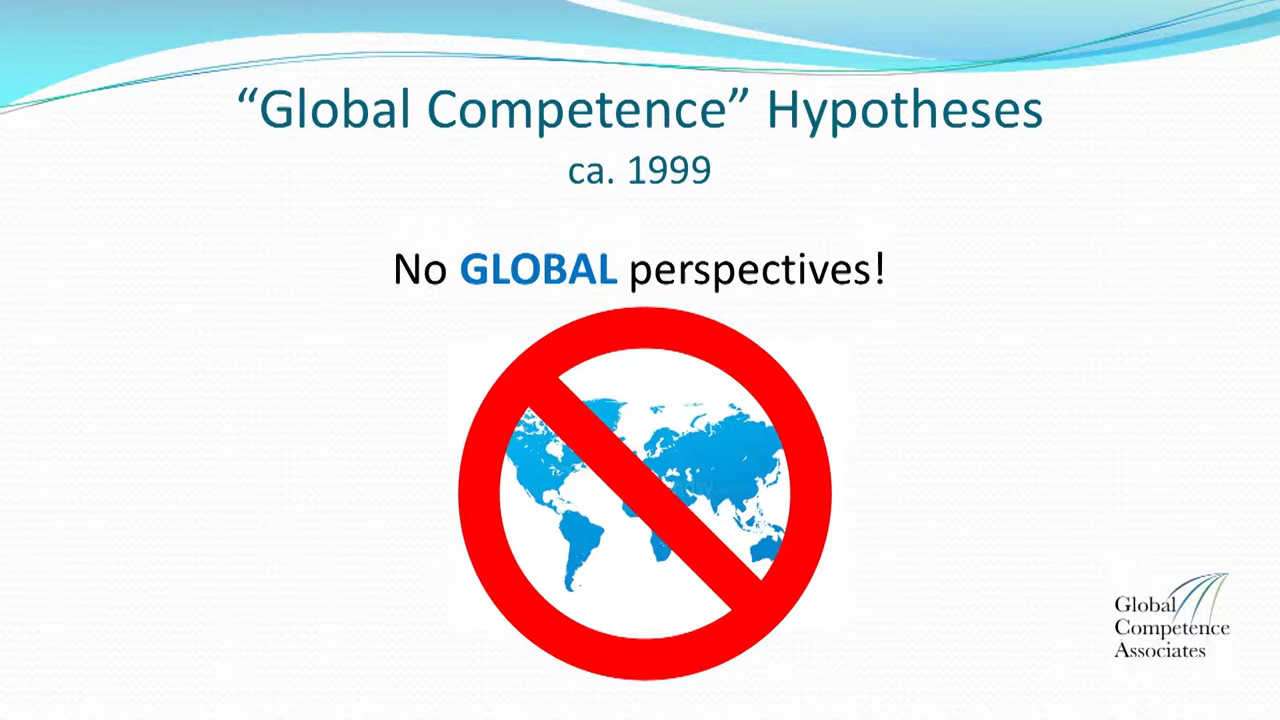 “Global Competence” Hypotheses
ca. 1999
No GLOBAL perspectives!
Global
Competence
Associates